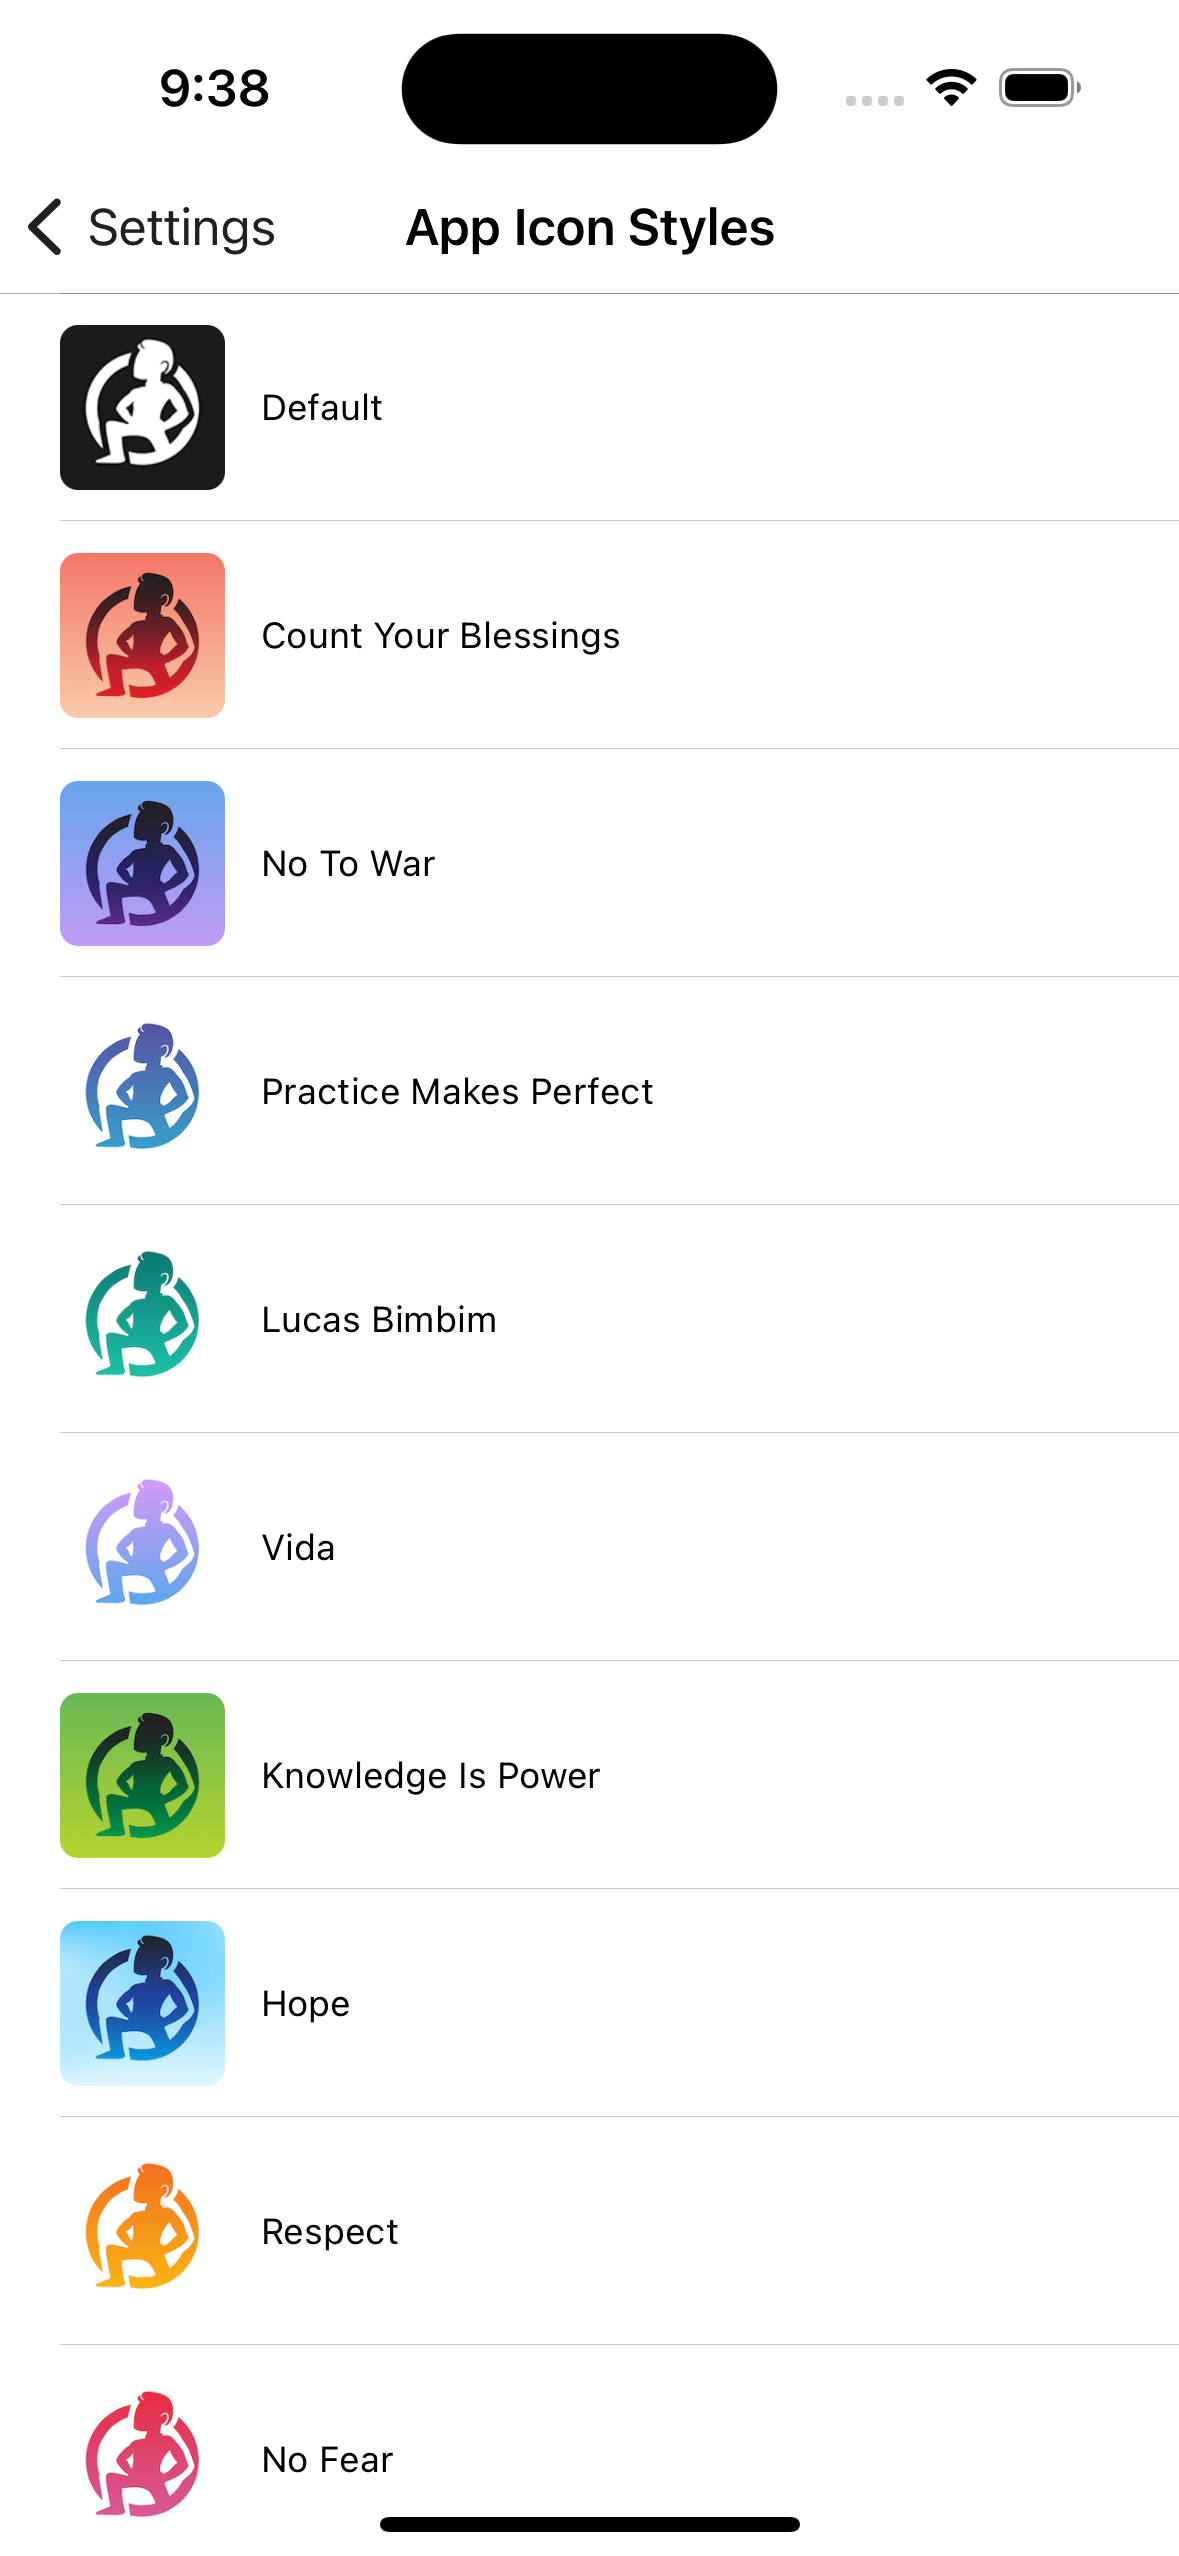 9:38
Settings
App Icon Styles
Default
Count Your Blessings
No To War
Practice Makes Perfect
Lucas Bimbim
Vida
Knowledge Is Power
Hope
Respect
No Fear